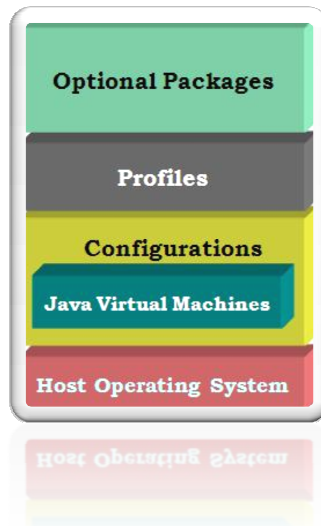 Optional Packages
Profiles
Configurations
Java Virtual Machines
Host Operating System